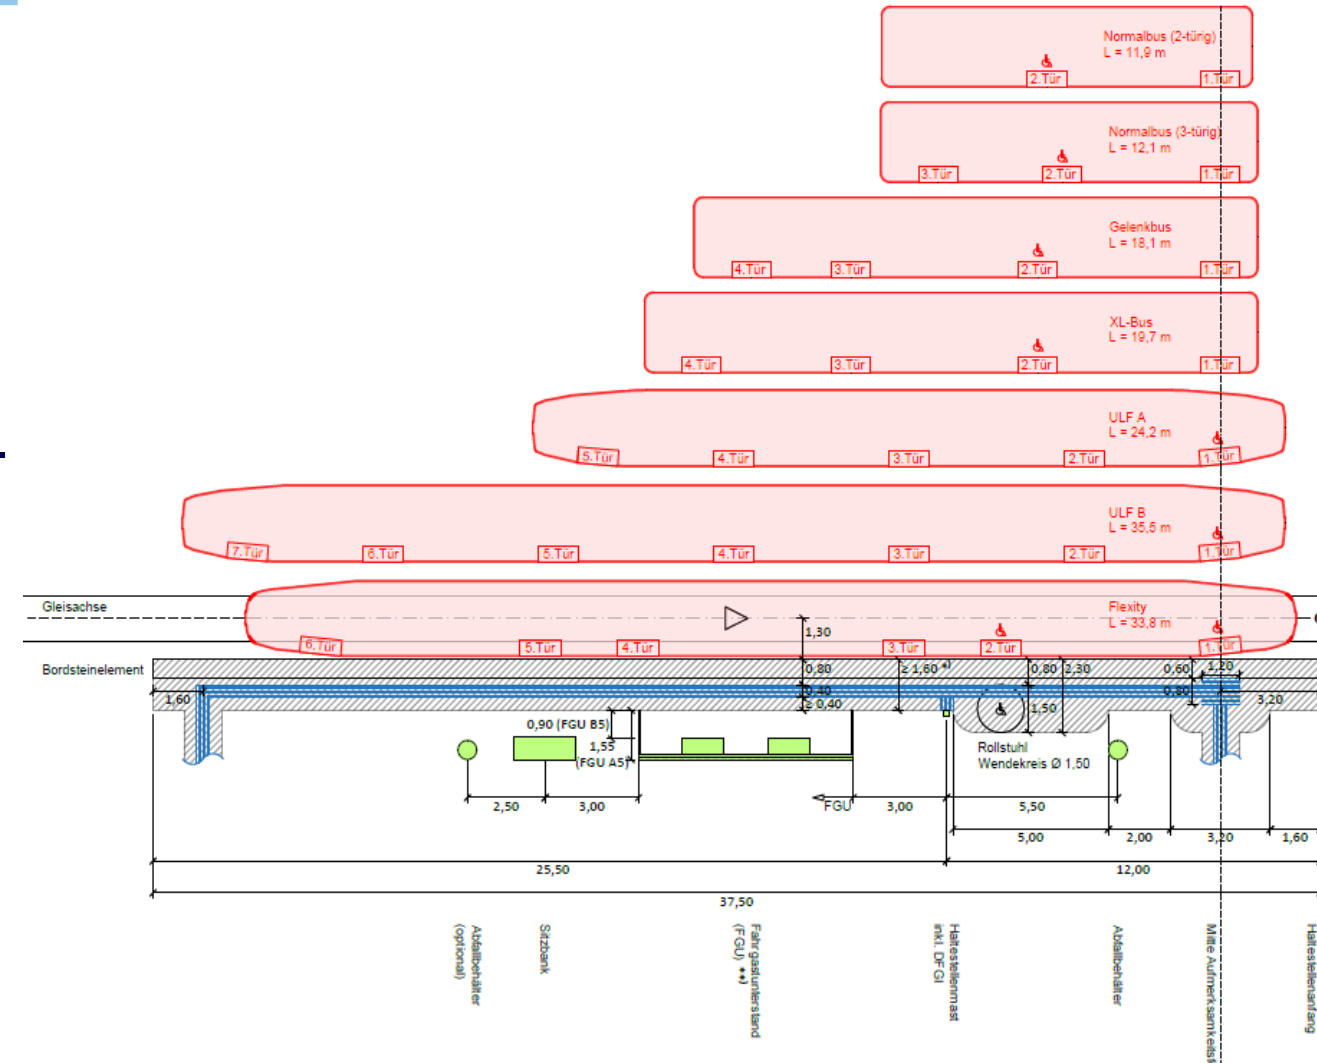 Normalbus (2-türig)
L = 11,9 m
2.Tür
1.Tür
Normalbus (3-türig)
L = 12,1 m
3.Tür
2.Tür
1.Tür
Gelenkbus
L = 18,1 m
4.Tür
3.Tür
2.Tür
1.Tür
XL-Bus
L = 19,7 m
4.Tür
3.Tür
2.Tür
1.Tür
ULF A
L = 24,2 m
5.Tür
4.Tür
3.Tür
2.Tür
1.Tür
ULF B
L = 35,5 m
7.Tür
6.Tür
5.Tür
4.Tür
3.Tür
2.Tür
1.Tür
Gleisachse
Flexity
L = 33,8 m
1,30
6.Tür
5.Tür
4.Tür
3.Tür
2.Tür
1.Tür
Bordsteinelement
0,80
≥ 1,60 *)
0,80
2,30
0,60
1,20
1,60
0,40
0,80
3,20
≥ 0,40
1,50
0,90 (FGU B5)
1,55
(FGU A5)
Rollstuhl
Wendekreis Ø 1,50
2,50
3,00
FGU
3,00
5,50
5,00
2,00
3,20
1,60
25,50
12,00
37,50
Abfallbehälter
(optional)
Sitzbank
Fahrgastunterstand
(FGU) **)
Haltestellenmast
inkl. DFGI
Abfallbehälter
Mitte Aufmerksamkeitsf
Haltestellenanfang